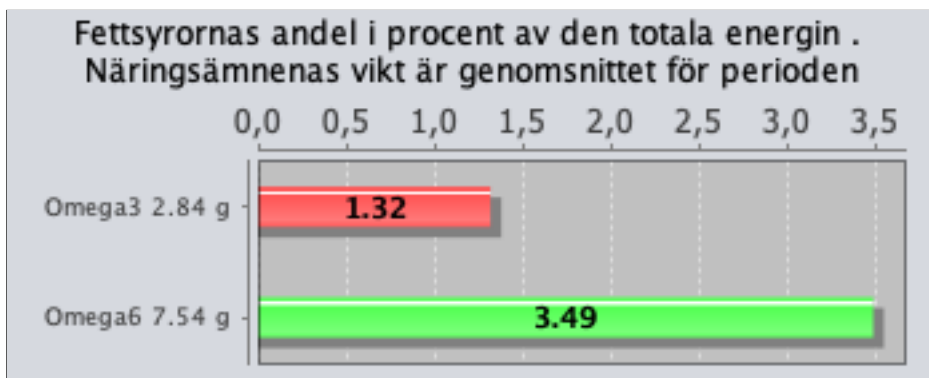 Fettsyrornas andel i procent av den totala energin .
Näringsämnenas vikt är genomsnittet för perioden
0,0 0,5 1,0 1,5 2,0 2,5 3,0 3,5
Omega3 2.84 g 1.32
Omega6 7.54 g 3.49